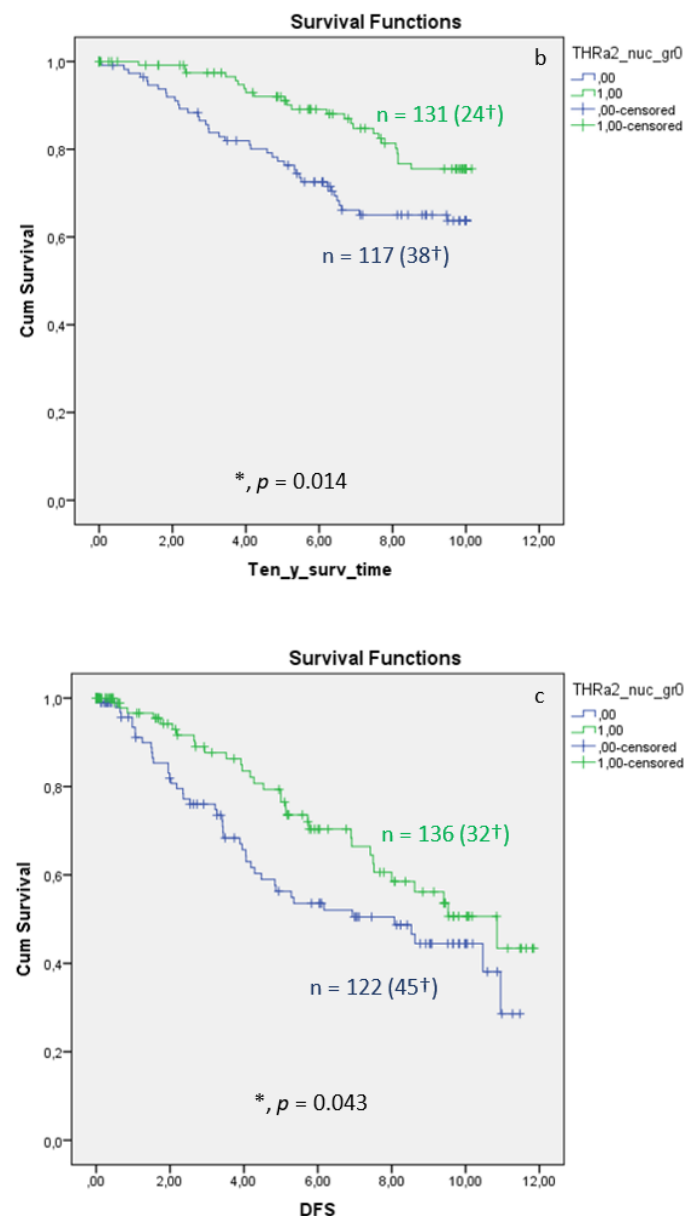 Survival Functions
b
THRa2_nuc_gr0
,00
1,00
,00-censored
1,00-censored
n = 131 (24†)
n = 117 (38†)
*, p = 0.014
Cum Survival
1,0
0,8
0,6
0,4
0,2
0,0
,00 2,00 4,00 6,00 8,00 10,00 12,00
Ten_y_surv_time
Survival Functions
c
THRa2_nuc_gr0
,00
1,00
,00-censored
1,00-censored
n = 136 (32†)
n = 122 (45†)
*, p = 0.043
Cum Survival
1,0
0,8
0,6
0,4
0,2
0,0
,00 2,00 4,00 6,00 8,00 10,00 12,00
DFS